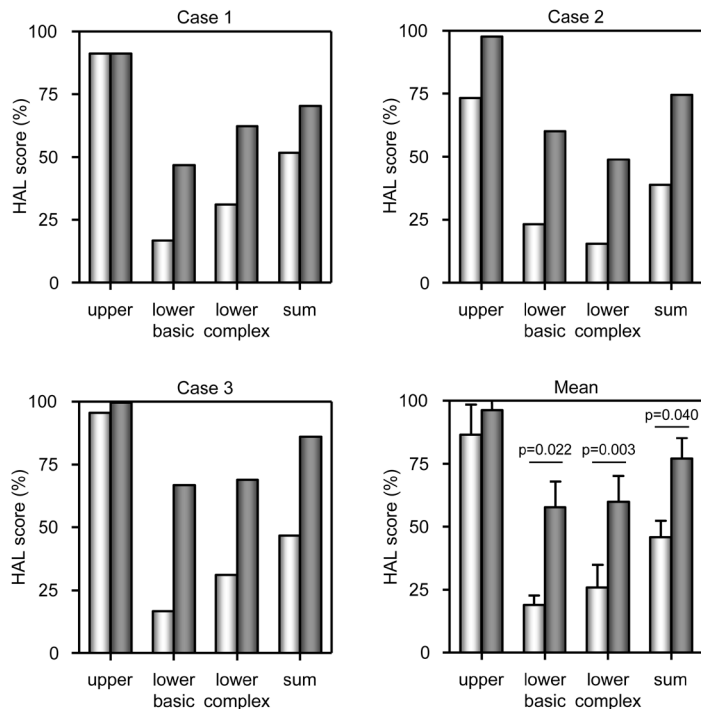 Case 1
HAL score (%)
100
75
50
25
0
upper
lower
basic
lower
complex
sum
Case 2
HAL score (%)
100
75
50
25
0
upper
lower
basic
lower
complex
sum
Case 3
HAL score (%)
100
75
50
25
0
upper
lower
basic
lower
complex
sum
Mean
HAL score (%)
100
75
50
25
0
p=0.022
p=0.003
p=0.040
upper
lower
basic
lower
complex
sum